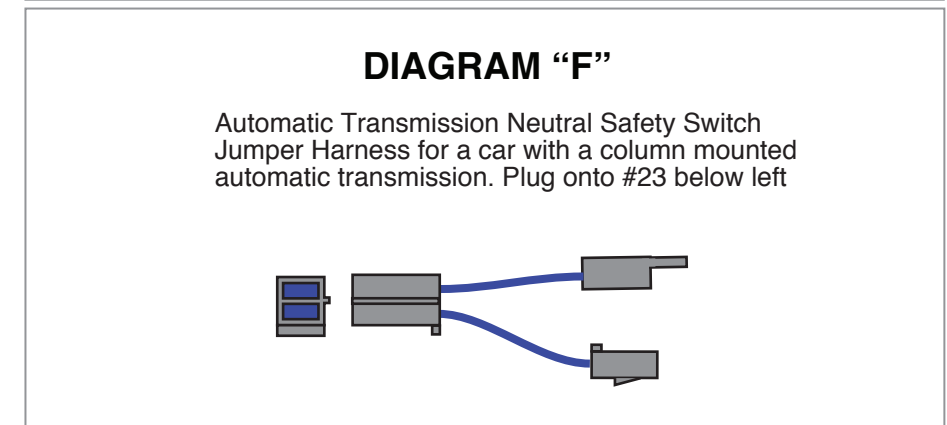 DIAGRAM “F”
Automatic Transmission Neutral Safety Switch
Jumper Harness for a car with a column mounted
automatic transmission. Plug onto #23 below left